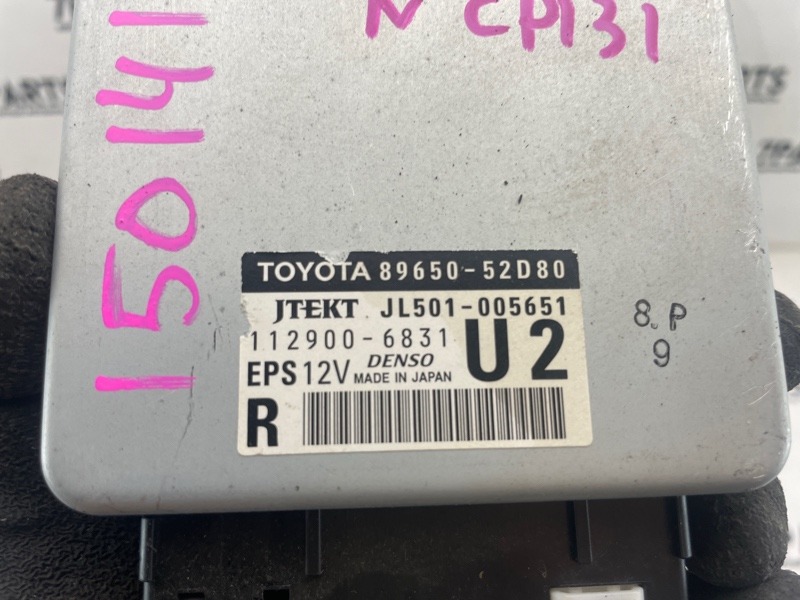 N CP131
150141
TOYOTA 89650-52D80
JTEKT JL501-005651
112900-6831
DENSO
U2
EPS 12V MADE IN JAPAN
R
8.P
9